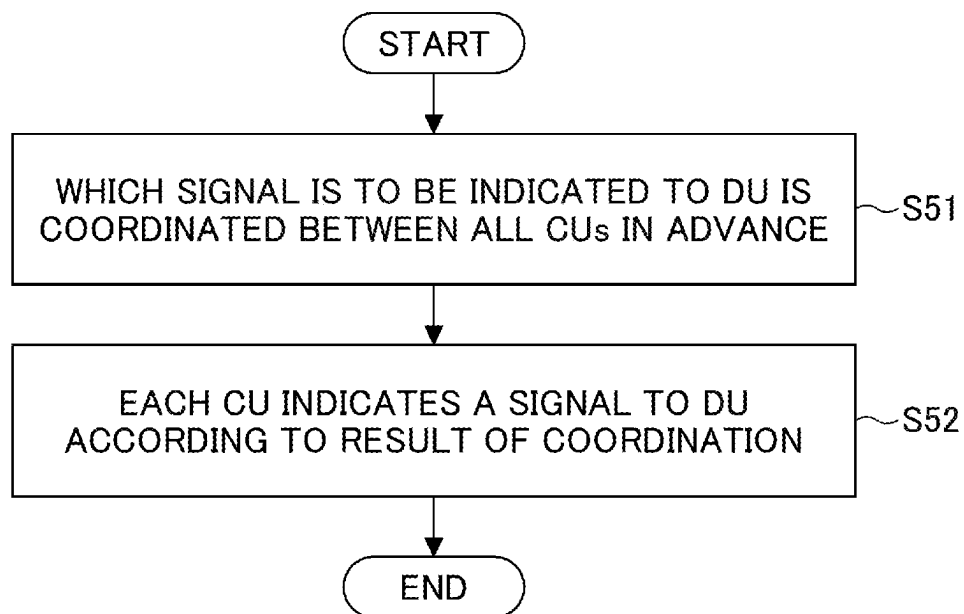 START
WHICH SIGNAL IS TO BE INDICATED TO DU IS
COORDINATED BETWEEN ALL CUs IN ADVANCE
S51
EACH CU INDICATES A SIGNAL TO DU
ACCORDING TO RESULT OF COORDINATION
S52
END